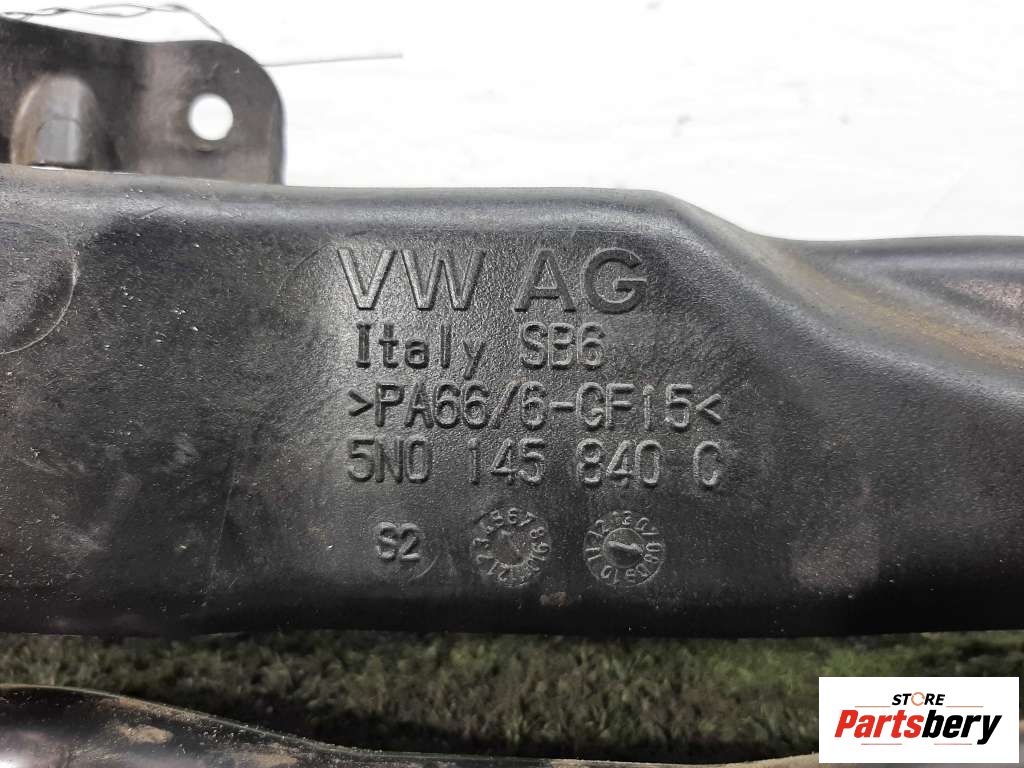 VW AG
Italy SB6
>PA66/6-GF15<
5N0 145 840 C
S2
STORE
Partsbery